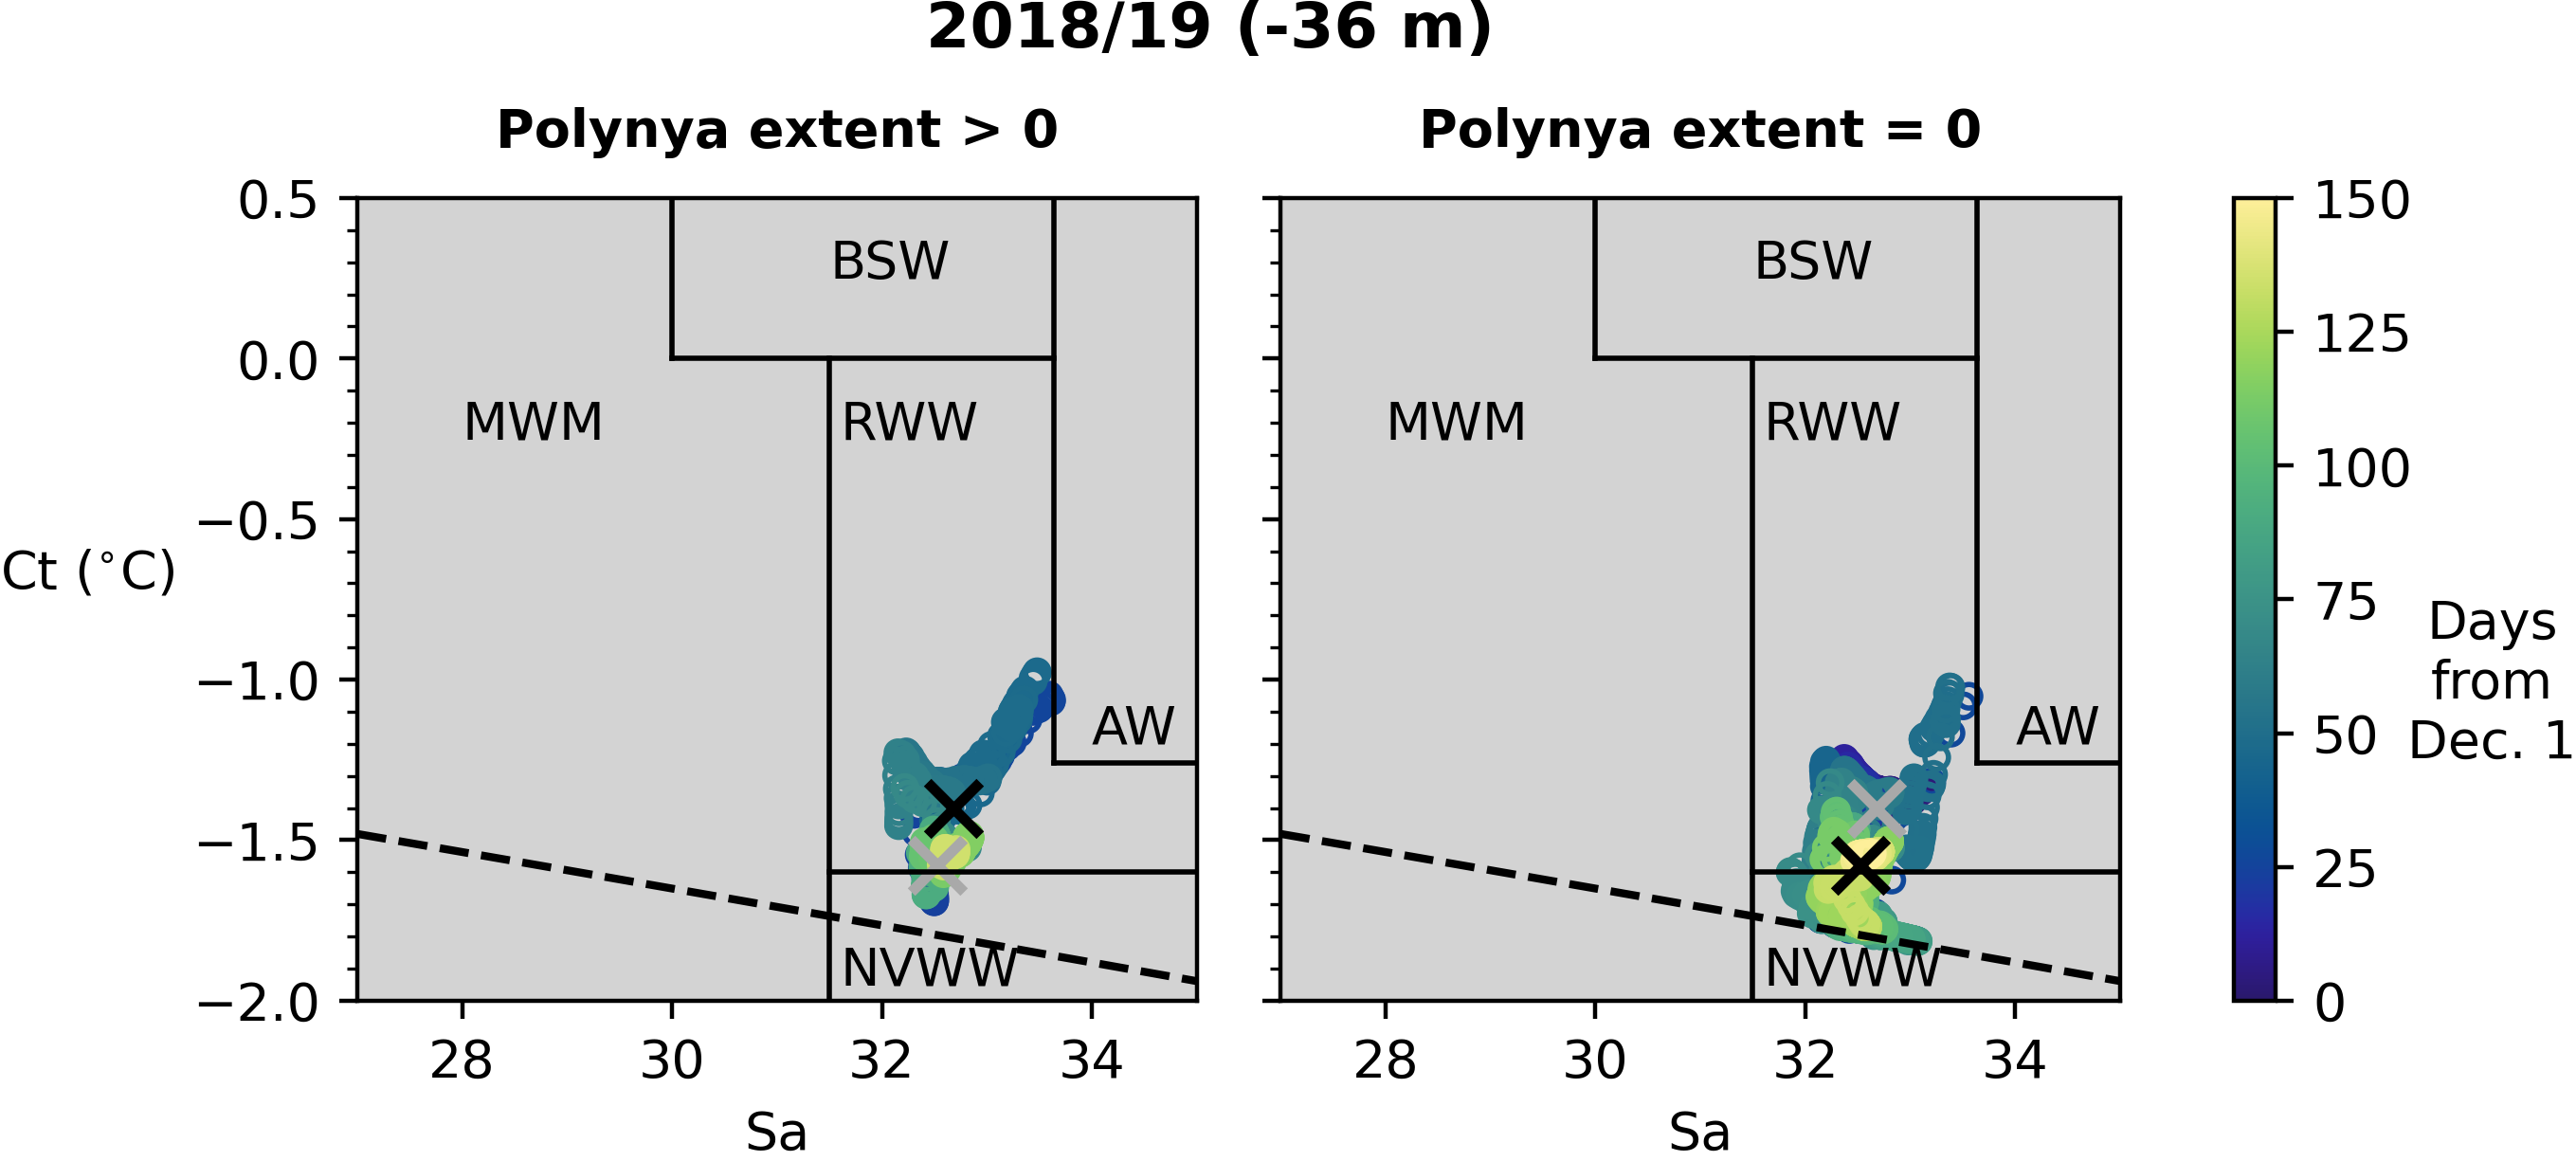 2018/19 (-36 m)
Polynya extent > 0
Polynya extent = 0
0.5
0.0
−0.5
−1.0
−1.5
−2.0
Ct (°C)
BSW
MWM
RWW
AW
NVWW
28
30
32
34
Sa
BSW
MWM
RWW
AW
NVWW
28
30
32
34
Sa
150
125
100
75
50
25
0
Days
from
Dec. 1